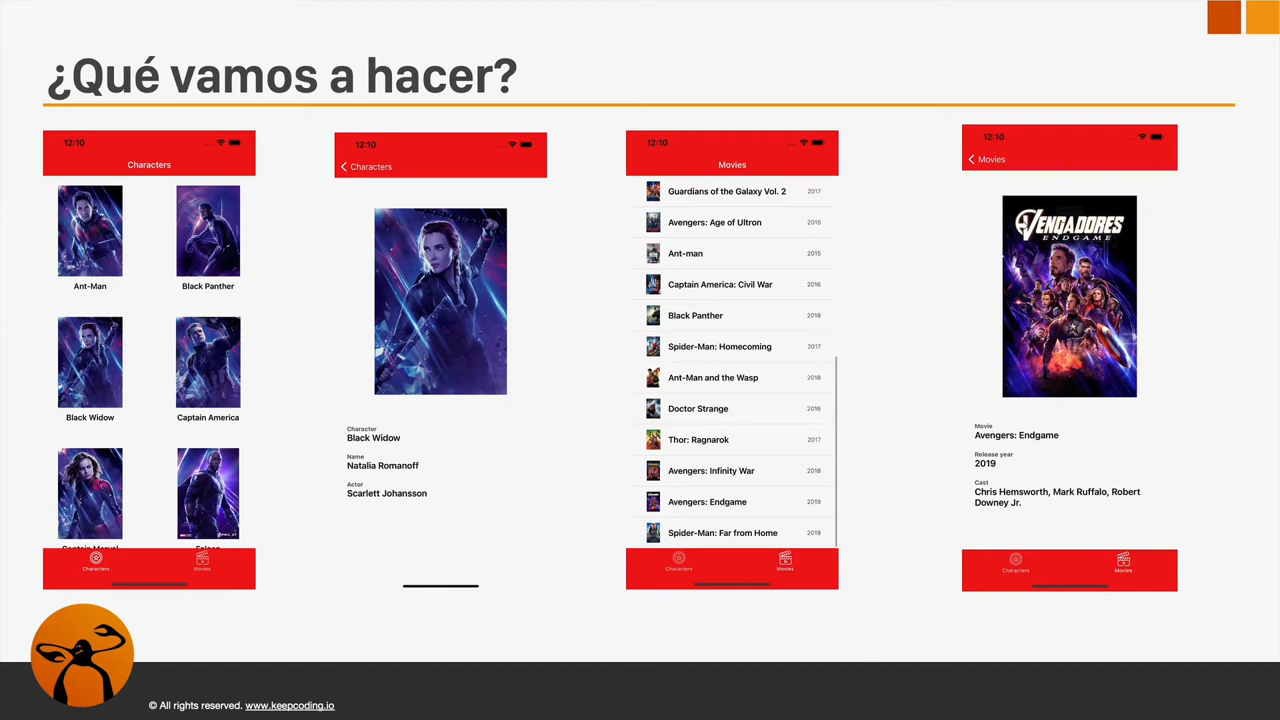 ¿Qué vamos a hacer?
12:10
Characters
Ant-Man
Black Panther
Black Widow
Captain America
Captain Marvel
Falcon
Characters
Movies
12:10
Characters
Character
Black Widow
Name
Natalia Romanoff
Actor
Scarlett Johansson
12:10
Movies
Guardians of the Galaxy Vol. 2 2017
Avengers: Age of Ultron 2015
Ant-man 2015
Captain America: Civil War 2016
Black Panther 2018
Spider-Man: Homecoming 2017
Ant-Man and the Wasp 2018
Doctor Strange 2016
Thor: Ragnarok 2017
Avengers: Infinity War 2018
Avengers: Endgame 2019
Spider-Man: Far from Home 2019
Characters
Movies
12:10
Movies
VENGADORES
ENDGAME
Movie
Avengers: Endgame
Release year
2019
Cast
Chris Hemsworth, Mark Ruffalo, Robert
Downey Jr.
Characters
Movies
© All rights reserved. www.keepcoding.io